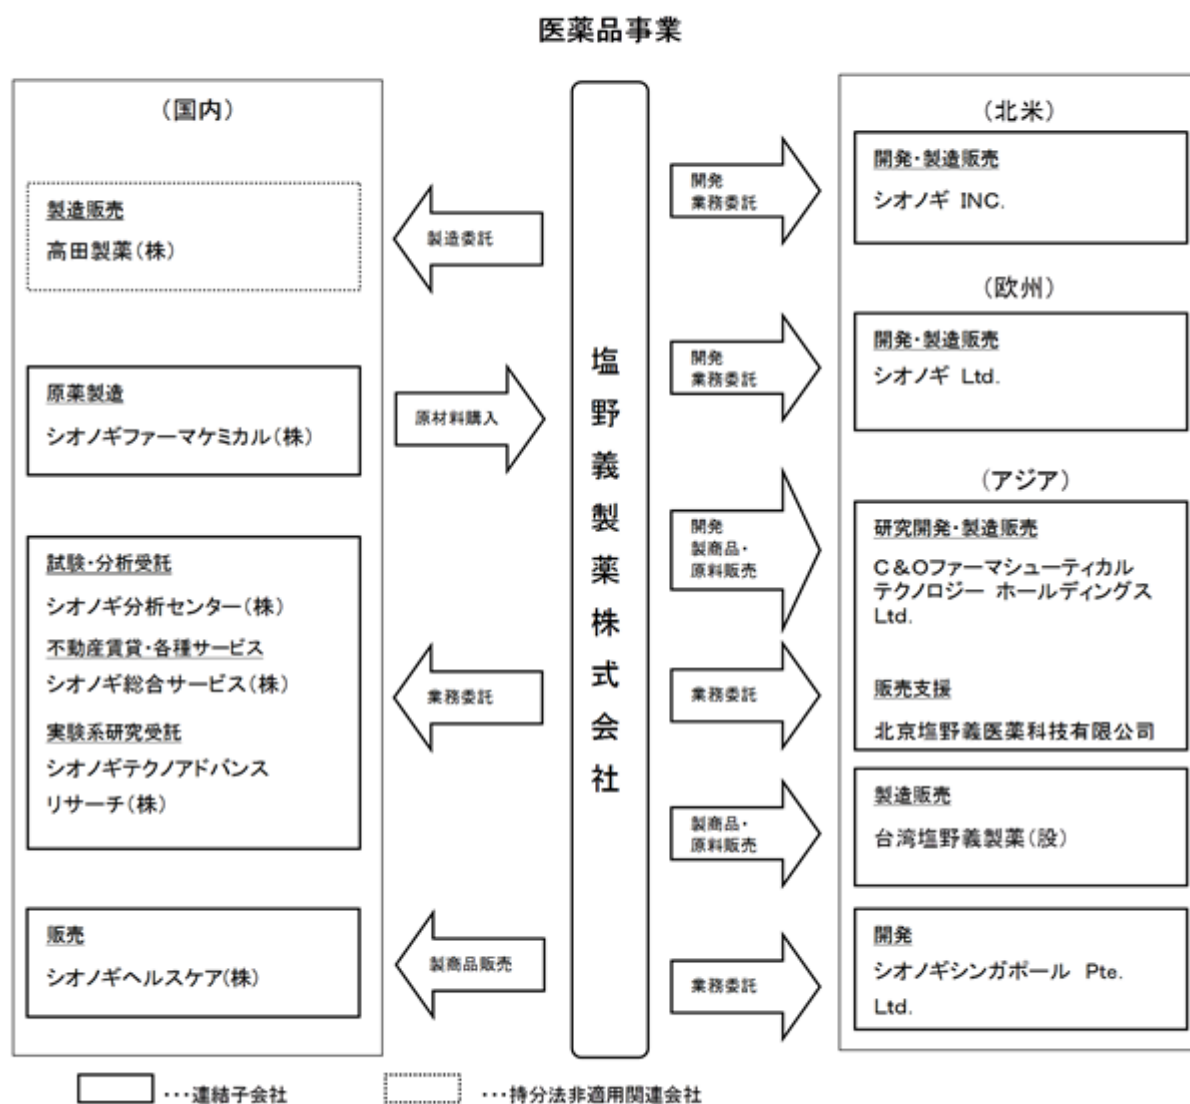 医薬品事業
（国内）
製造販売
高田製薬（株）
製造委託
原薬製造
シオノギファーマケミカル（株）
原材料購入
試験・分析受託
シオノギ分析センター（株）
不動産賃貸・各種サービス
シオノギ総合サービス（株）
実験系研究受託
シオノギテクノアドバンス
リサーチ（株）
業務委託
販売
シオノギヘルスケア(株)
製商品販売
塩野義製薬株式会社
（北米）
開発
業務委託
開発・製造販売
シオノギ INC.
（欧州）
開発
業務委託
開発・製造販売
シオノギ Ltd.
（アジア）
開発
製商品・
原料販売
研究開発・製造販売
C＆Oファーマシューティカル
テクノロジー ホールディングス
Ltd.
業務委託
販売支援
北京塩野義医薬科技有限公司
製商品・
原料販売
製造販売
台湾塩野義製薬（股）
業務委託
開発
シオノギシンガポール Pte.
Ltd.
･･･連結子会社
･･･持分法非適用関連会社